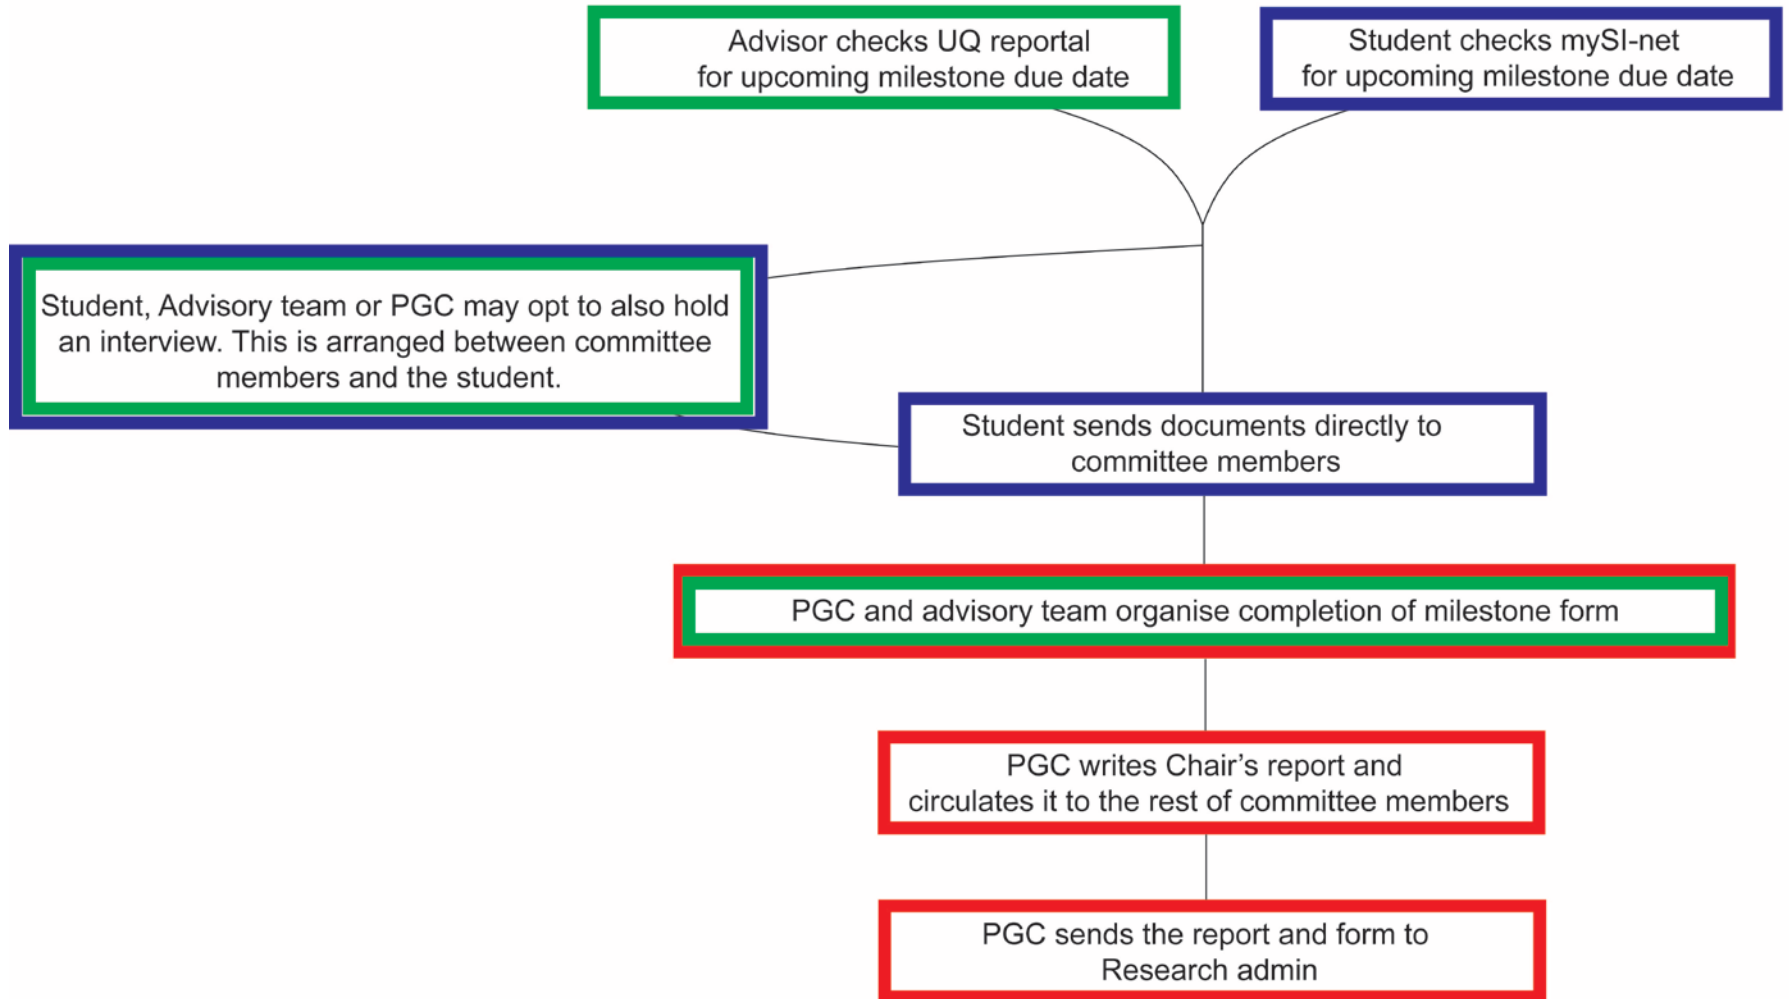 Advisor checks UQ reportal
for upcoming milestone due date
Student checks mySI-net
for upcoming milestone due date
Student, Advisory team or PGC may opt to also hold
an interview. This is arranged between committee
members and the student.
Student sends documents directly to
committee members
PGC and advisory team organise completion of milestone form
PGC writes Chair’s report and
circulates it to the rest of committee members
PGC sends the report and form to
Research admin